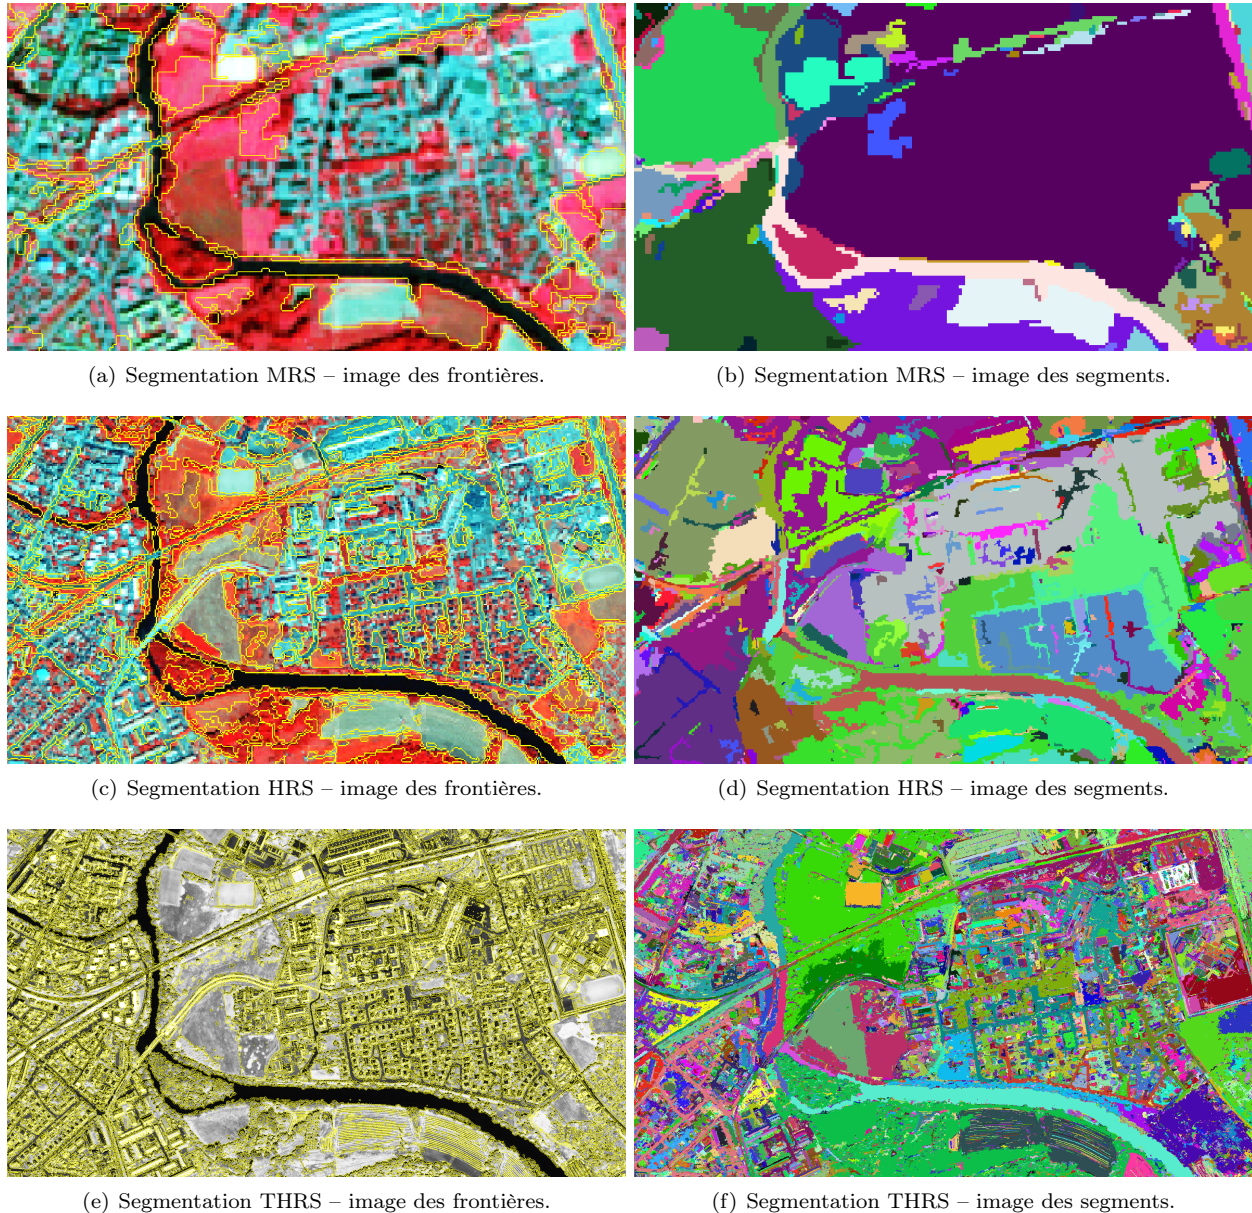 (a) Segmentation MRS – image des frontières.
(b) Segmentation MRS – image des segments.
(c) Segmentation HRS – image des frontières.
(d) Segmentation HRS – image des segments.
(e) Segmentation THRS – image des frontières.
(f) Segmentation THRS – image des segments.